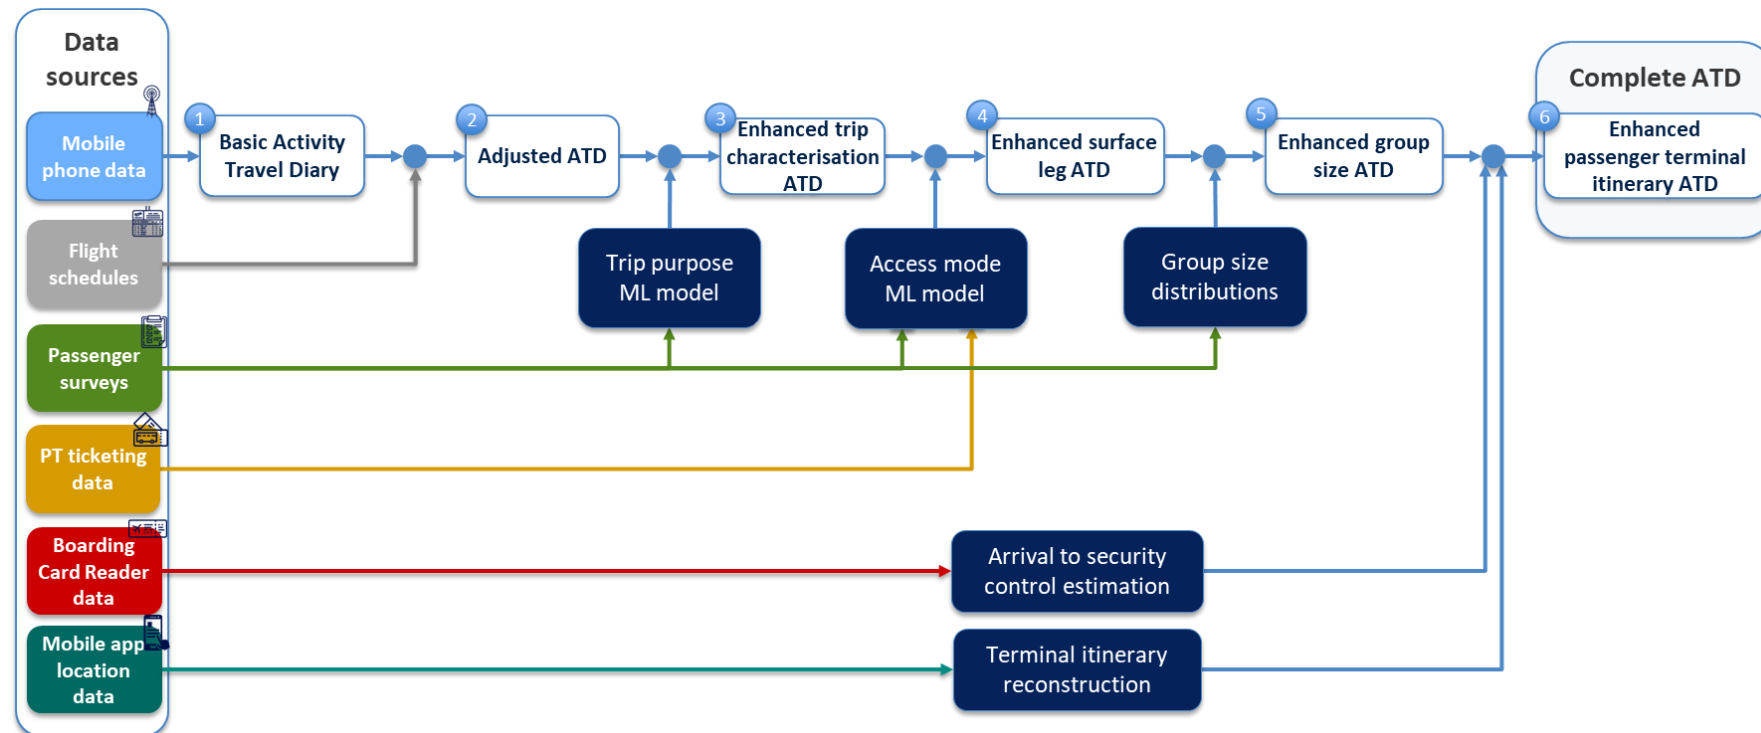 Data
sources
Mobile
phone data
Flight
schedules
Passenger
surveys
PT ticketing
data
Boarding
Card Reader
data
Mobile app
location
data
1
Basic Activity
Travel Diary
2
Adjusted ATD
3
Enhanced trip
characterisation
ATD
4
Enhanced surface
leg ATD
5
Enhanced group
size ATD
Complete ATD
6
Enhanced
passenger terminal
itinerary ATD
Trip purpose
ML model
Access mode
ML model
Group size
distributions
Arrival to security
control estimation
Terminal itinerary
reconstruction